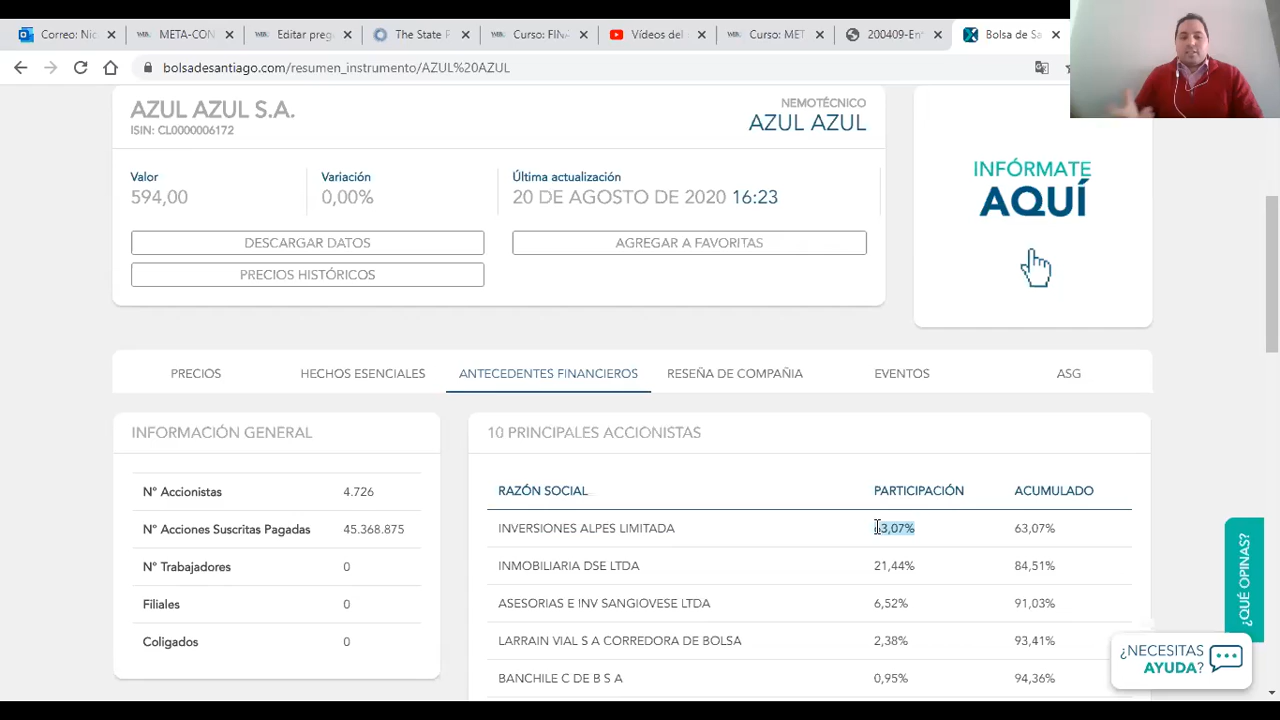 Correo: Nic
META-CON
Editar preg
The State
Curso: FINA
Vídeos del
Curso: MET
200409-En
Bolsa de Sa
bolsadesantiago.com/resumen_instrumento/AZUL%20AZUL
AZUL AZUL S.A.
ISIN: CL0000006172
NEMOTÉCNICO
AZUL AZUL
Valor
594,00
Variación
0,00%
Última actualización
20 DE AGOSTO DE 2020 16:23
DESCARGAR DATOS
AGREGAR A FAVORITAS
PRECIOS HISTÓRICOS
INFÓRMATE
AQUÍ
PRECIOS
HECHOS ESENCIALES
ANTECEDENTES FINANCIEROS
RESEÑA DE COMPAÑIA
EVENTOS
ASG
INFORMACIÓN GENERAL
N° Accionistas 4.726
N° Acciones Suscritas Pagadas 45.368.875
N° Trabajadores 0
Filiales 0
Coligados 0
10 PRINCIPALES ACCIONISTAS
RAZÓN SOCIAL PARTICIPACIÓN ACUMULADO
INVERSIONES ALPES LIMITADA 63,07% 63,07%
INMOBILIARIA DSE LTDA 21,44% 84,51%
ASESORIAS E INV SANGIOVESE LTDA 6,52% 91,03%
LARRAIN VIAL S A CORREDORA DE BOLSA 2,38% 93,41%
BANCHILE C DE B S A 0,95% 94,36%
¿QUÉ OPINAS?
¿NECESITAS
AYUDA?